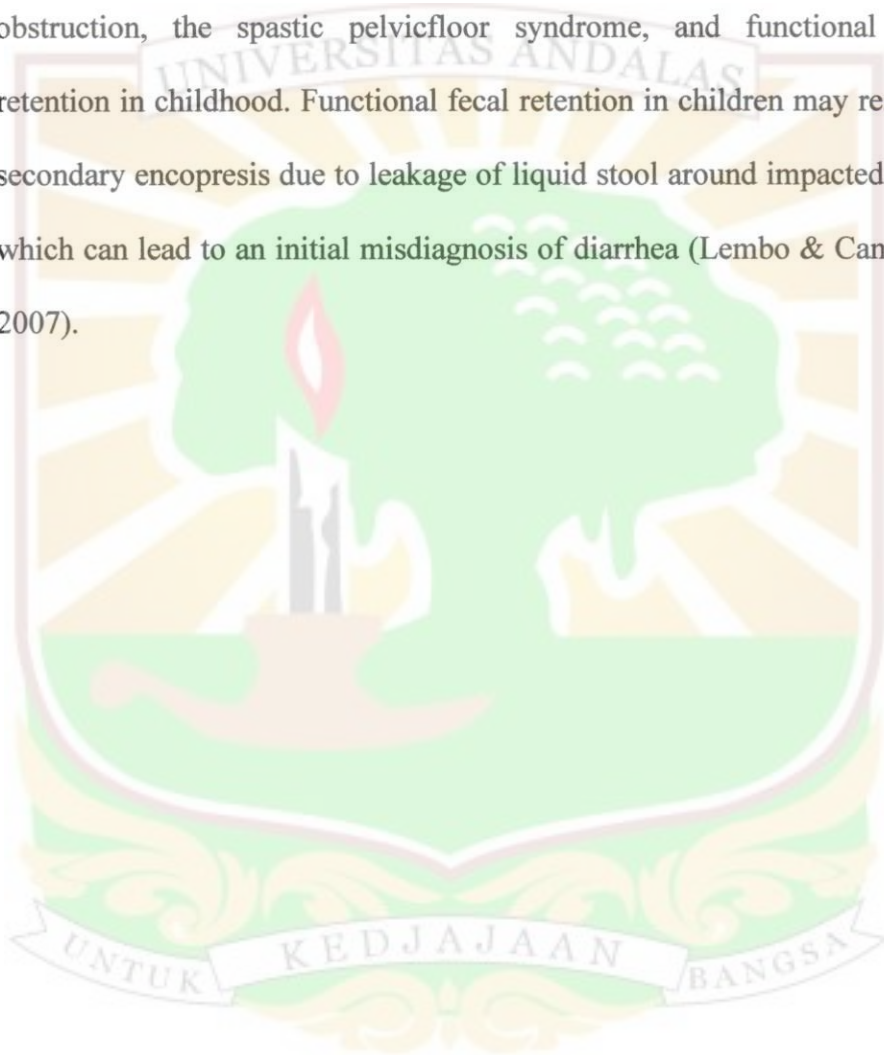 obstruction, the spastic pelvicfloor syndrome, and functional
UNIVERSITAS ANDALAS
retention in childhood. Functional fecal retention in children may re
secondary encopresis due to leakage of liquid stool around impacted
which can lead to an initial misdiagnosis of diarrhea (Lembo & Can
2007).
UNTUK KEDJAJAAN BANGSA